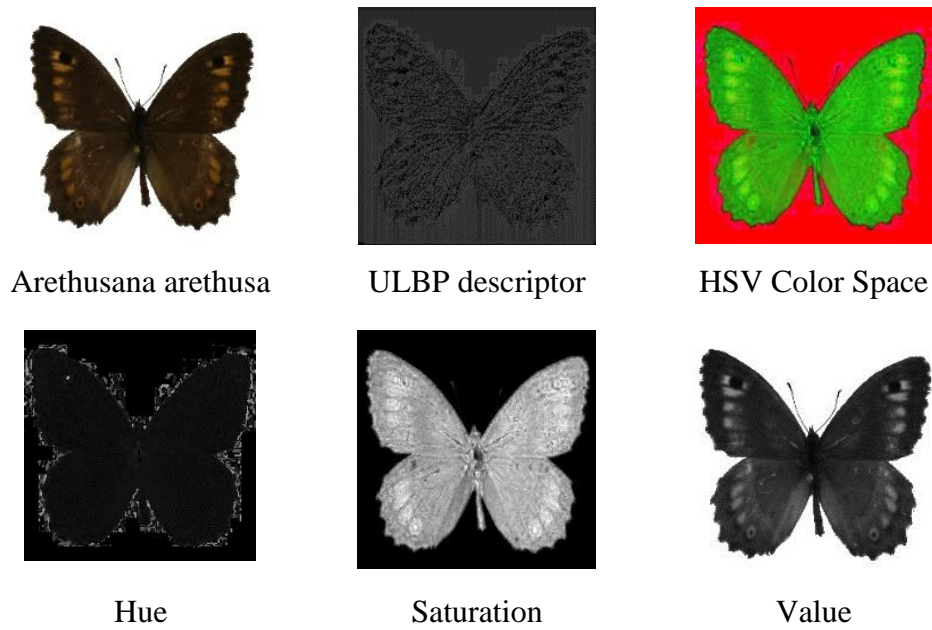 Arethusana arethusa
ULBP descriptor
HSV Color Space
Hue
Saturation
Value